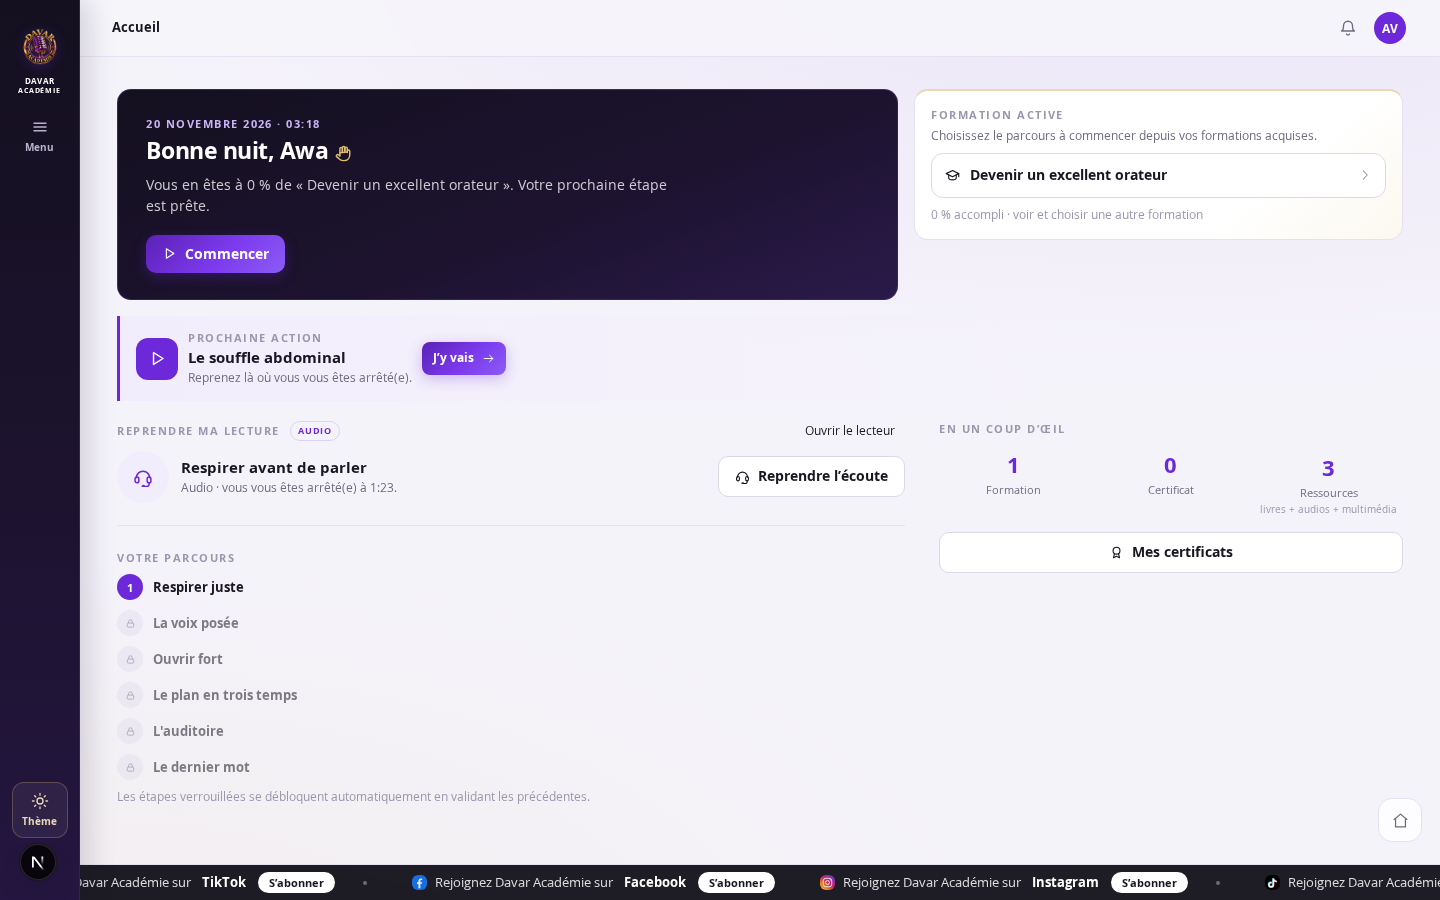 DAVAR
ACADÉMIE
Menu
Thème
N
Accueil
AV
20 NOVEMBRE 2026 · 03:18
Bonne nuit, Awa
Vous en êtes à 0 % de « Devenir un excellent orateur ». Votre prochaine étape
est prête.
Commencer
FORMATION ACTIVE
Choisissez le parcours à commencer depuis vos formations acquises.
Devenir un excellent orateur
0 % accompli · voir et choisir une autre formation
PROCHAINE ACTION
Le souffle abdominal
Reprenez là où vous vous êtes arrêté(e).
J’y vais →
REPRENDRE MA LECTURE AUDIO
Ouvrir le lecteur
Respirer avant de parler
Audio · vous vous êtes arrêté(e) à 1:23.
Reprendre l’écoute
EN UN COUP D’ŒIL
1
Formation
0
Certificat
3
Ressources
livres + audios + multimédia
Mes certificats
VOTRE PARCOURS
1 Respirer juste
La voix posée
Ouvrir fort
Le plan en trois temps
L'auditoire
Le dernier mot
Les étapes verrouillées se débloquent automatiquement en validant les précédentes.
Davar Académie sur TikTok S’abonner • Rejoignez Davar Académie sur Facebook S’abonner Rejoignez Davar Académie sur Instagram S’abonner • Rejoignez Davar Académie